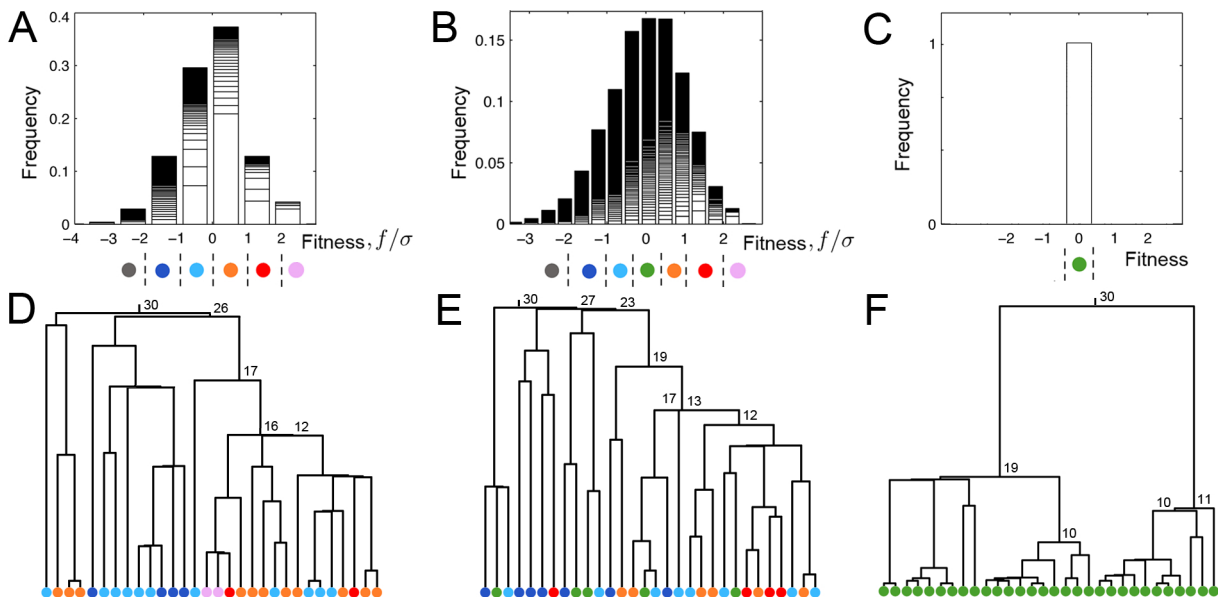 A
Frequency
0.4
0.3
0.2
0.1
0
−4 −3 −2 −1 0 1 2
Fitness, f/σ
B
Frequency
0.15
0.1
0.05
0
−3 −2 −1 0 1 2
Fitness, f/σ
C
Frequency
1
0
−2 −1 0 1 2
Fitness
D
30
26
17
16 12
E
30 27 23
19
17 13
12
F
30
19
10 11
10